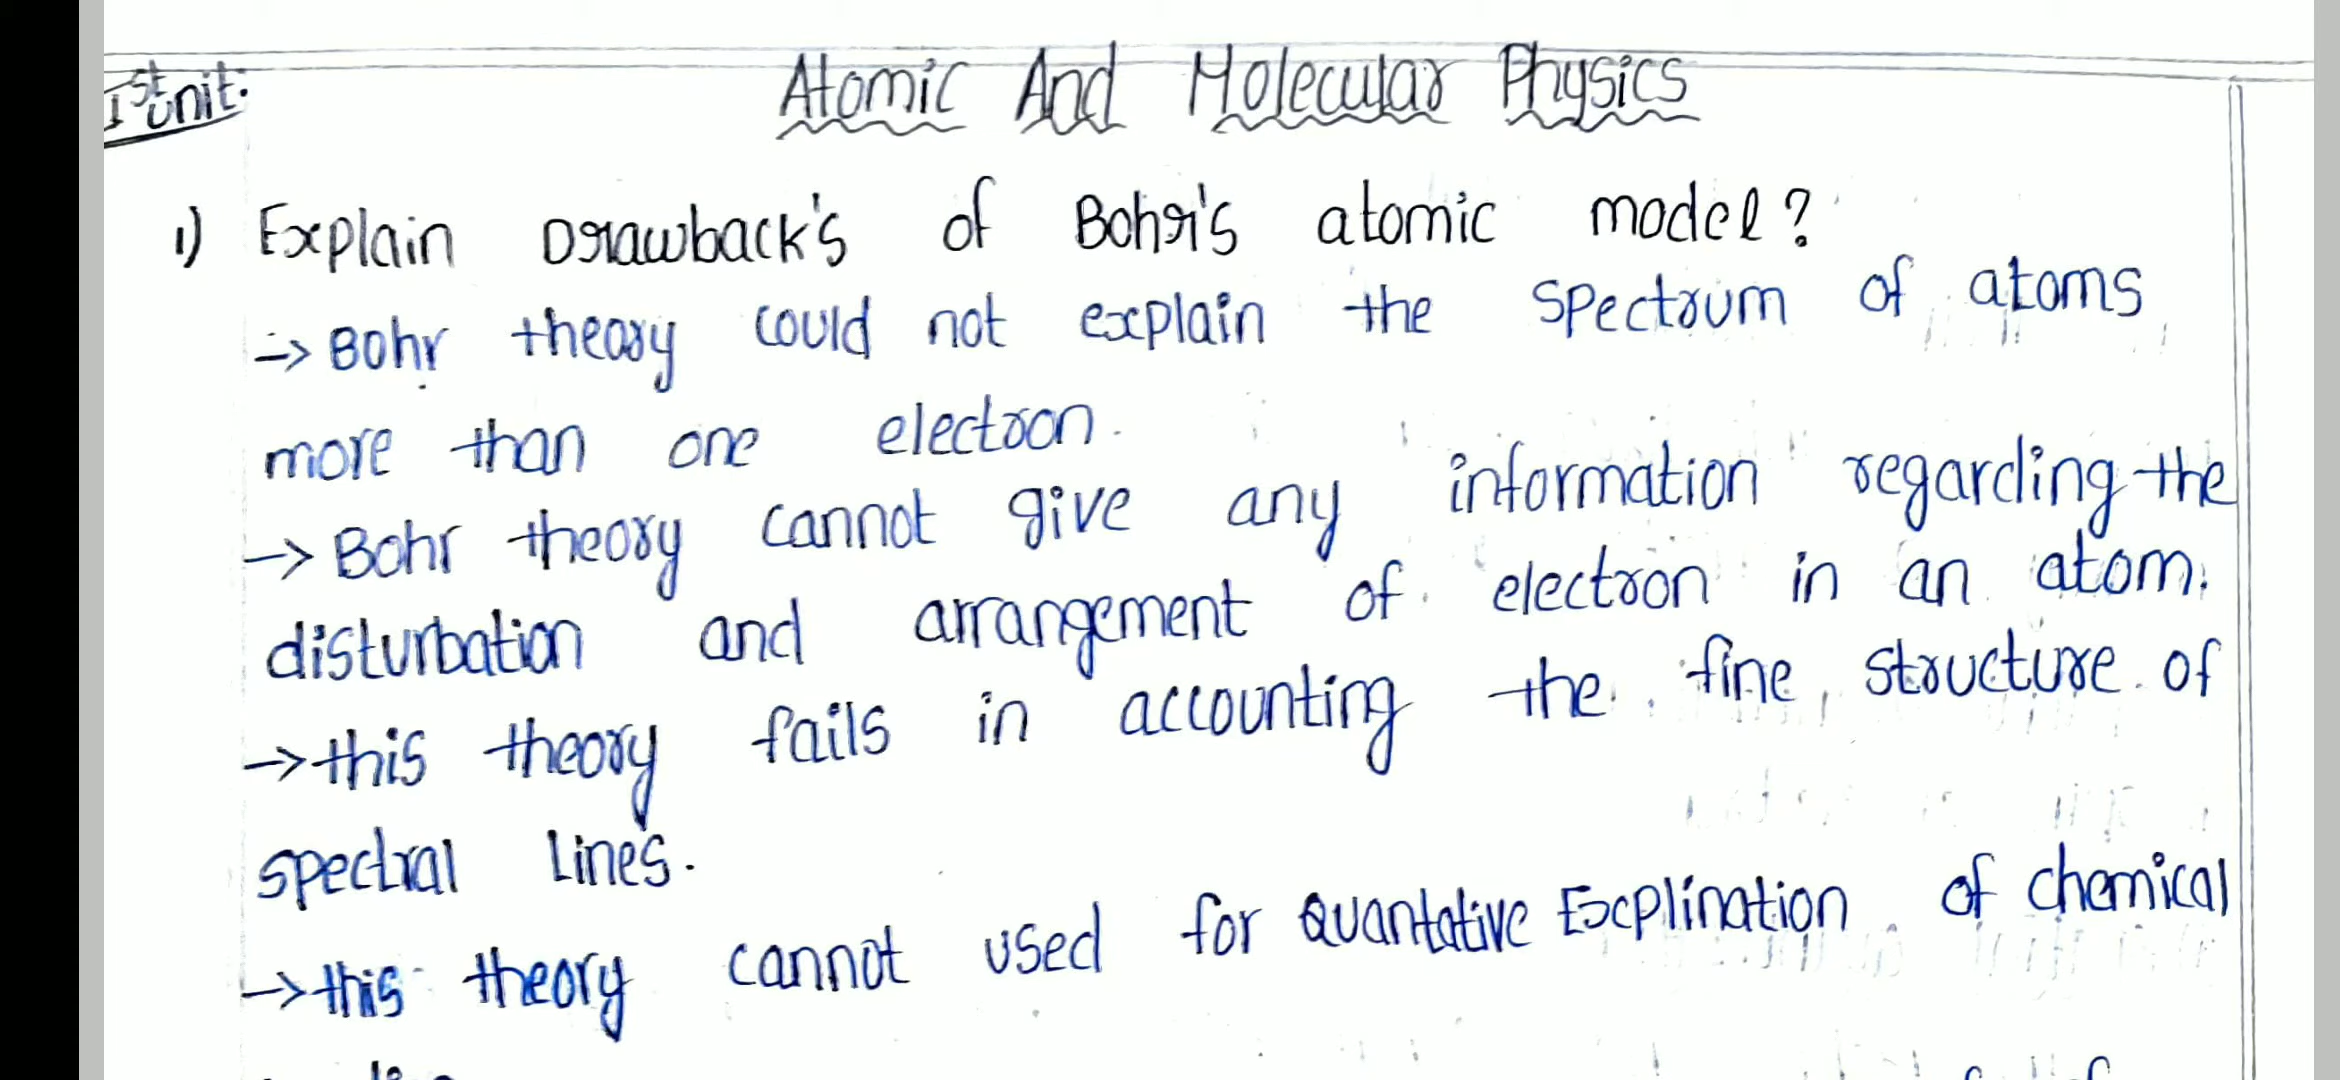 Ist unit.
Atomic And Molecular Physics
1) Explain Drawback's of Bohr's atomic model?
-> Bohr theory could not explain the spectrum of atoms
more than one electron.
-> Bohr theory cannot give any information regarding the
disturbation and arrangement of electron in an atom.
-> this theory fails in accounting the fine structure of
spectral lines.
-> this theory cannot used for Quantative Explination of chemical